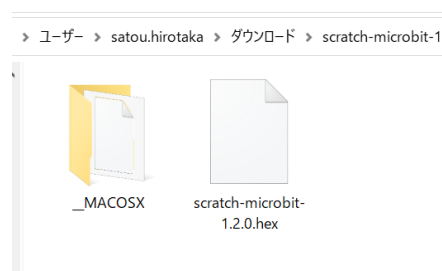 > ユーザー > satou.hirotaka > ダウンロード > scratch-microbit-1
__MACOSX
scratch-microbit-
1.2.0.hex